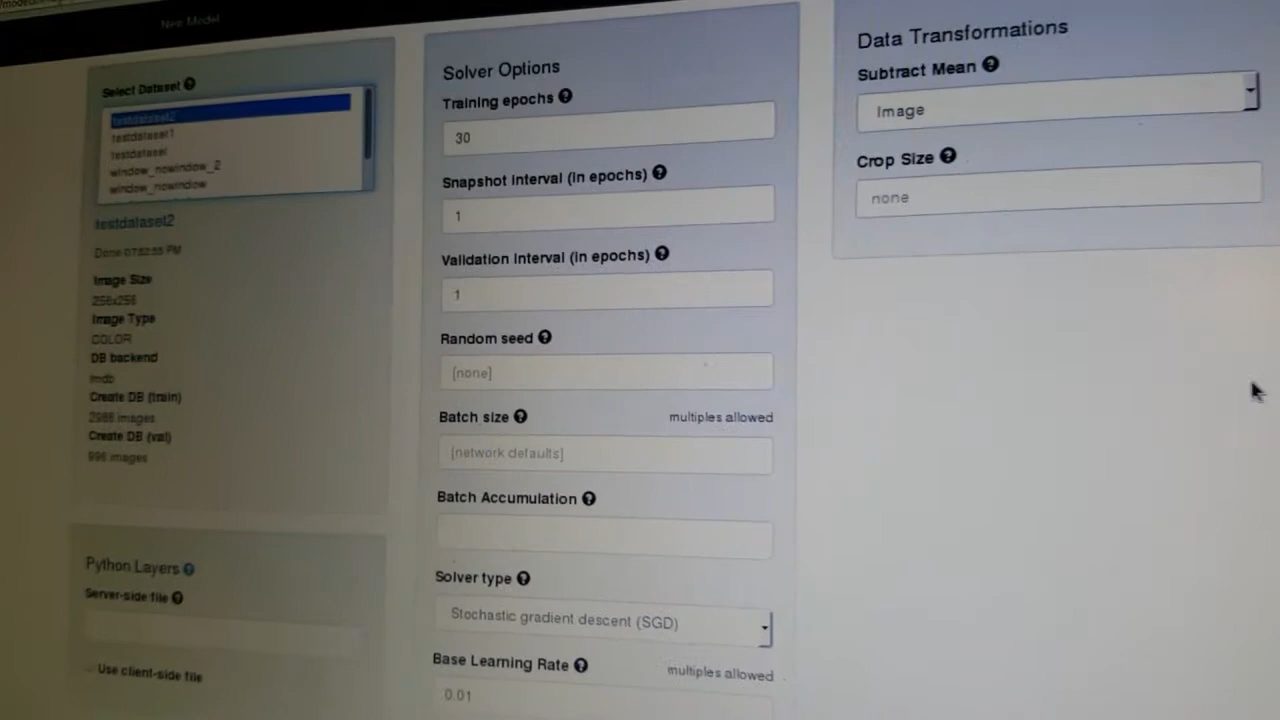 New Model
Select Dataset
testdataset2
testdataset1
testdataset
window_nowindow_2
window_nowindow
testdataset2
Done
PM
Image Size
256x256
Image Type
COLOR
DB backend
lmdb
Create DB (train)
2988 images
Create DB (val)
996 images
Python Layers
Server-side file
Use client-side file
Solver Options
Training epochs
30
Snapshot interval (in epochs)
1
Validation interval (in epochs)
1
Random seed
[none]
Batch size
multiples allowed
[network defaults]
Batch Accumulation
Solver type
Stochastic gradient descent (SGD)
Base Learning Rate
multiples allowed
0.01
Data Transformations
Subtract Mean
Image
Crop Size
none